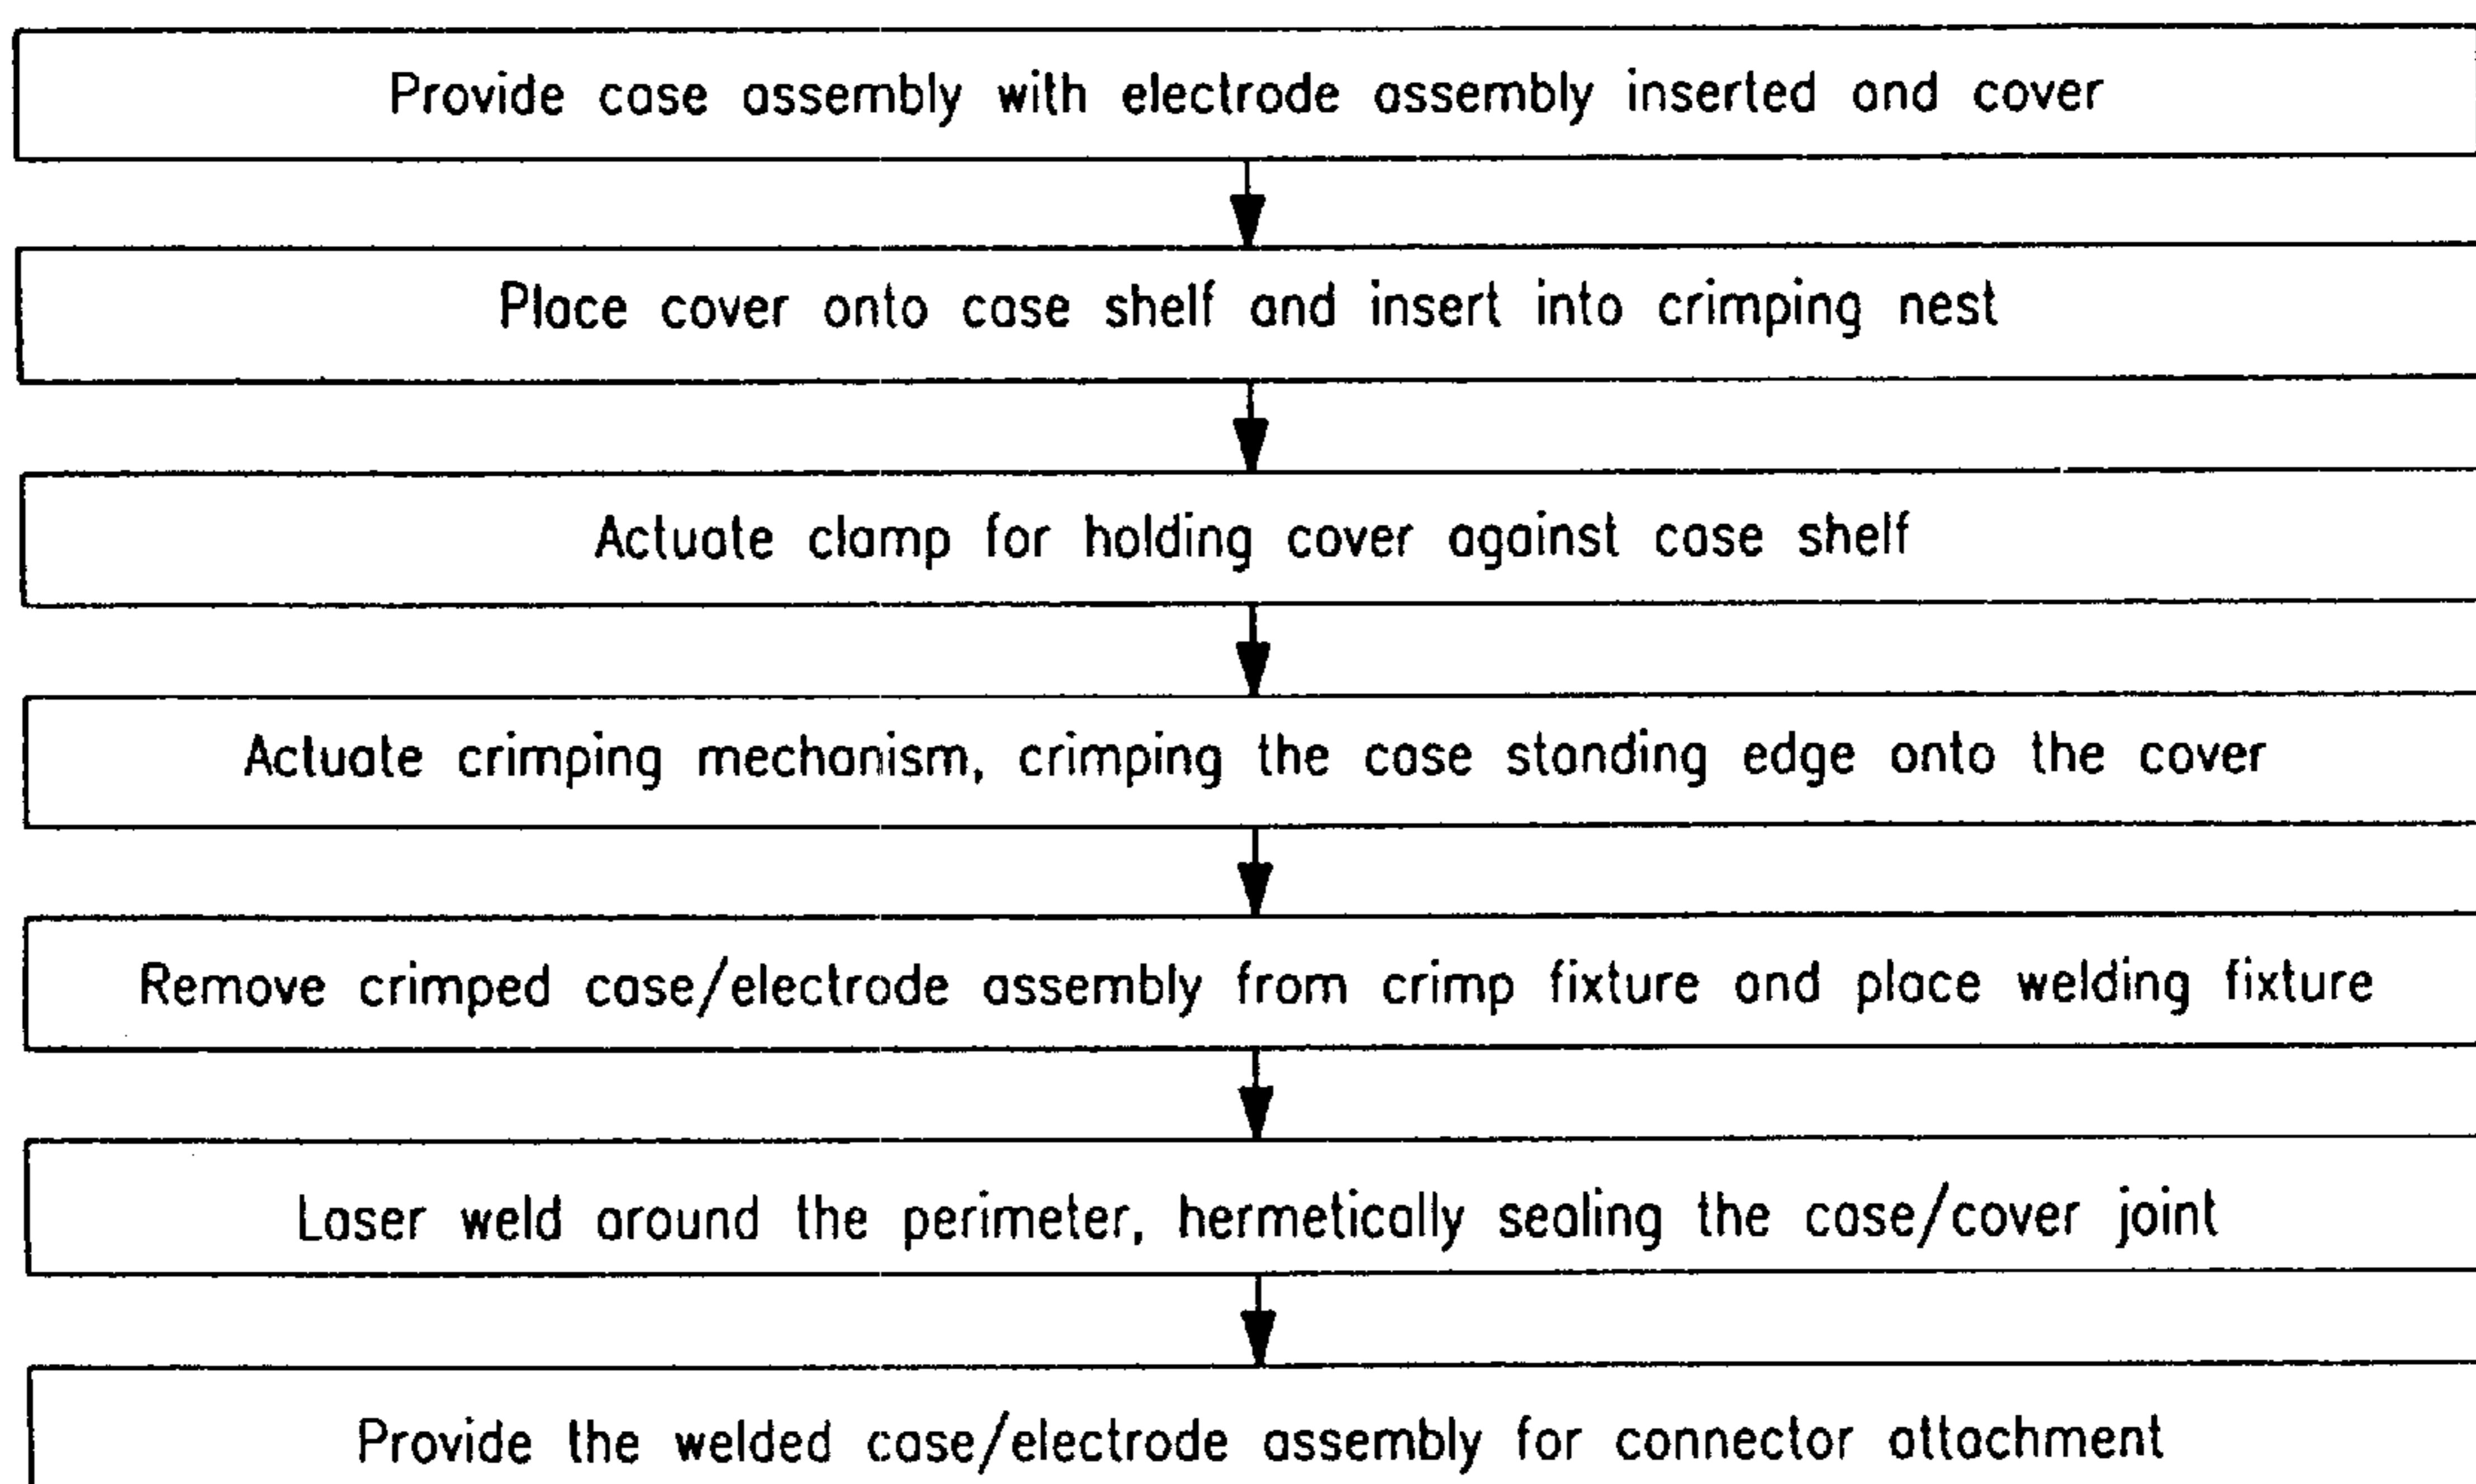 Provide case assembly with electrode assembly inserted and cover
Place cover onto case shelf and insert into crimping nest
Actuate clamp for holding cover against case shelf
Actuate crimping mechanism, crimping the case standing edge onto the cover
Remove crimped case/electrode assembly from crimp fixture and place welding fixture
Laser weld around the perimeter, hermetically sealing the case/cover joint
Provide the welded case/electrode assembly for connector attachment